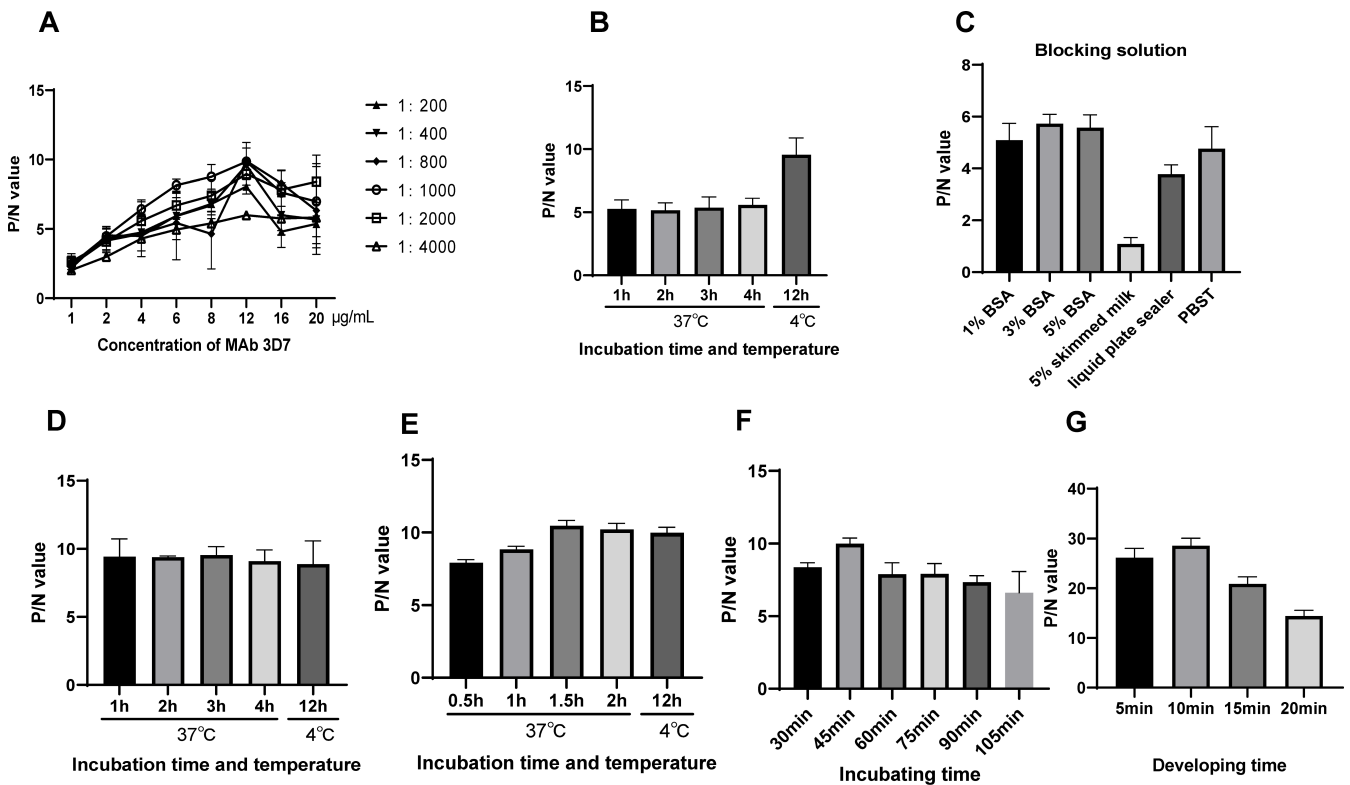 A
15
10
5
0
P/N value
1 2 4 6 8 12 16 20 μg/mL
Concentration of MAb 3D7
1: 200
1: 400
1: 800
1: 1000
1: 2000
1: 4000
B
15
10
5
0
P/N value
1h 2h 3h 4h 12h
37℃ 4℃
Incubation time and temperature
C
Blocking solution
8
6
4
2
0
P/N value
1% BSA
3% BSA
5% BSA
5% skimmed milk
liquid plate sealer
PBST
D
15
10
5
0
P/N value
1h 2h 3h 4h 12h
37℃ 4℃
Incubation time and temperature
E
15
10
5
0
P/N value
0.5h 1h 1.5h 2h 12h
37℃ 4℃
Incubation time and temperature
F
15
10
5
0
P/N value
30min
45min
60min
75min
90min
105min
Incubating time
G
40
30
20
10
0
P/N value
5min 10min 15min 20min
Developing time